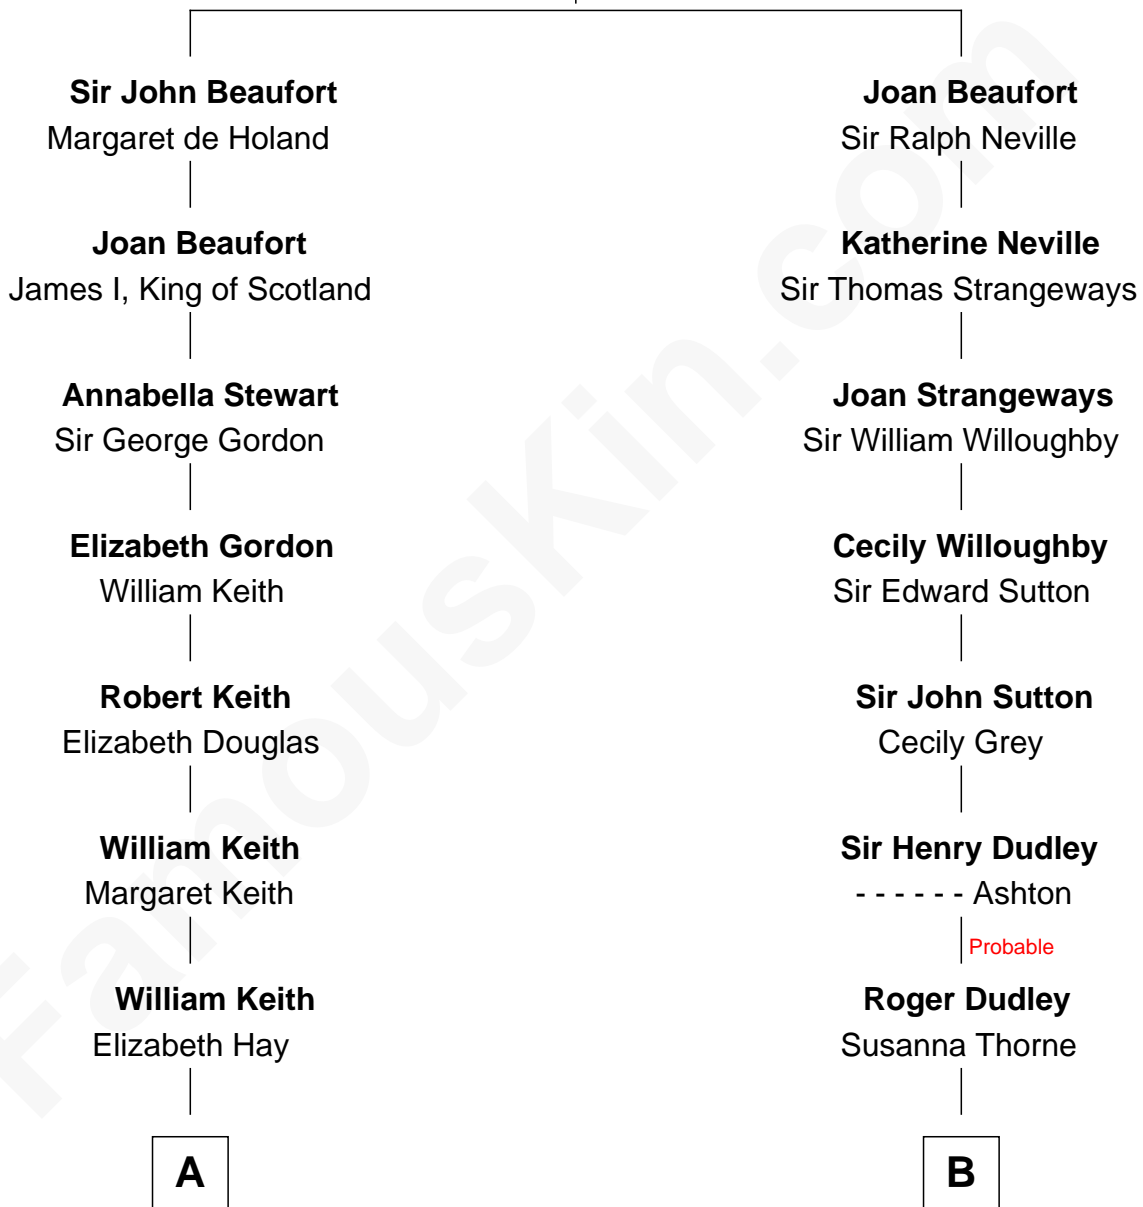 Sir John Beaufort
Margaret de Holand
Joan Beaufort
James I, King of Scotland
Annabella Stewart
Sir George Gordon
Elizabeth Gordon
William Keith
Robert Keith
Elizabeth Douglas
William Keith
Margaret Keith
William Keith
Elizabeth Hay
A
Joan Beaufort
Sir Ralph Neville
Katherine Neville
Sir Thomas Strangeways
Joan Strangeways
Sir William Willoughby
Cecily Willoughby
Sir Edward Sutton
Sir John Sutton
Cecily Grey
Sir Henry Dudley
- - - - - - Ashton
Probable
Roger Dudley
Susanna Thorne
B
FamousKin.com